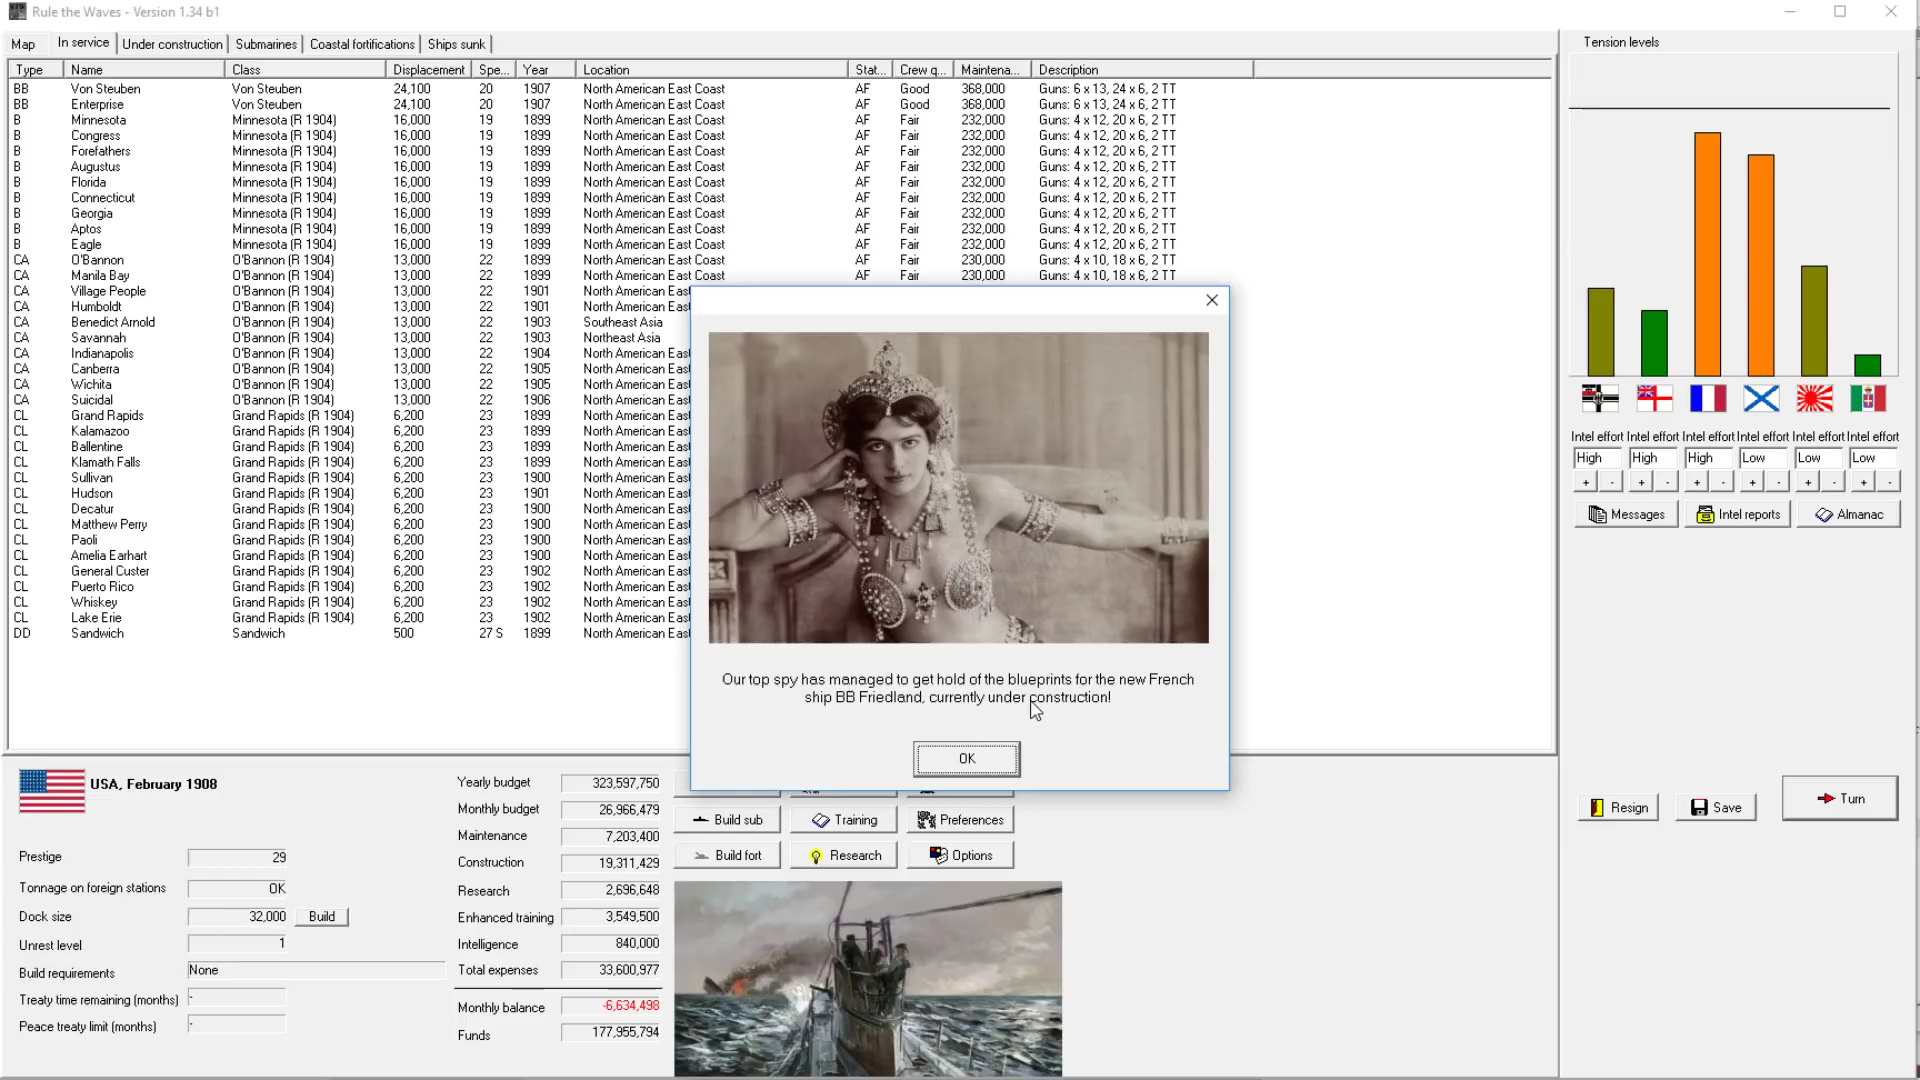 Rule the Waves - Version 1.34 b1
Map In service Under construction Submarines Coastal fortifications Ships sunk
Type Name Class Displacement Spe... Year Location Stat... Crew q... Maintena... Description
BB Von Steuben Von Steuben 24,100 20 1907 North American East Coast AF Good 368,000 Guns: 6 x 13, 24 x 6, 2 TT
BB Enterprise Von Steuben 24,100 20 1907 North American East Coast AF Good 368,000 Guns: 6 x 13, 24 x 6, 2 TT
B Minnesota Minnesota (R 1904) 16,000 19 1899 North American East Coast AF Fair 232,000 Guns: 4 x 12, 20 x 6, 2 TT
B Congress Minnesota (R 1904) 16,000 19 1899 North American East Coast AF Fair 232,000 Guns: 4 x 12, 20 x 6, 2 TT
B Forefathers Minnesota (R 1904) 16,000 19 1899 North American East Coast AF Fair 232,000 Guns: 4 x 12, 20 x 6, 2 TT
B Augustus Minnesota (R 1904) 16,000 19 1899 North American East Coast AF Fair 232,000 Guns: 4 x 12, 20 x 6, 2 TT
B Florida Minnesota (R 1904) 16,000 19 1899 North American East Coast AF Fair 232,000 Guns: 4 x 12, 20 x 6, 2 TT
B Connecticut Minnesota (R 1904) 16,000 19 1899 North American East Coast AF Fair 232,000 Guns: 4 x 12, 20 x 6, 2 TT
B Georgia Minnesota (R 1904) 16,000 19 1899 North American East Coast AF Fair 232,000 Guns: 4 x 12, 20 x 6, 2 TT
B Aptos Minnesota (R 1904) 16,000 19 1899 North American East Coast AF Fair 232,000 Guns: 4 x 12, 20 x 6, 2 TT
B Eagle Minnesota (R 1904) 16,000 19 1899 North American East Coast AF Fair 232,000 Guns: 4 x 12, 20 x 6, 2 TT
CA O'Bannon O'Bannon (R 1904) 13,000 22 1899 North American East Coast AF Fair 230,000 Guns: 4 x 10, 18 x 6, 2 TT
CA Manila Bay O'Bannon (R 1904) 13,000 22 1899 North American East Coast AF Fair 230,000 Guns: 4 x 10, 18 x 6, 2 TT
CA Village People O'Bannon (R 1904) 13,000 22 1901 North American Eas
CA Humboldt O'Bannon (R 1904) 13,000 22 1901 North American Eas
CA Benedict Arnold O'Bannon (R 1904) 13,000 22 1903 Southeast Asia
CA Savannah O'Bannon (R 1904) 13,000 22 1903 Northeast Asia
CA Indianapolis O'Bannon (R 1904) 13,000 22 1904 North American Eas
CA Canberra O'Bannon (R 1904) 13,000 22 1905 North American Eas
CA Wichita O'Bannon (R 1904) 13,000 22 1905 North American Eas
CA Suicidal O'Bannon (R 1904) 13,000 22 1906 North American Eas
CL Grand Rapids Grand Rapids (R 1904) 6,200 23 1899 North American Eas
CL Kalamazoo Grand Rapids (R 1904) 6,200 23 1899 North American Eas
CL Ballentine Grand Rapids (R 1904) 6,200 23 1899 North American Eas
CL Klamath Falls Grand Rapids (R 1904) 6,200 23 1899 North American Eas
CL Sullivan Grand Rapids (R 1904) 6,200 23 1900 North American Eas
CL Hudson Grand Rapids (R 1904) 6,200 23 1901 North American Eas
CL Decatur Grand Rapids (R 1904) 6,200 23 1900 North American Eas
CL Matthew Perry Grand Rapids (R 1904) 6,200 23 1900 North American Eas
CL Paoli Grand Rapids (R 1904) 6,200 23 1900 North American Eas
CL Amelia Earhart Grand Rapids (R 1904) 6,200 23 1900 North American Eas
CL General Custer Grand Rapids (R 1904) 6,200 23 1902 North American Eas
CL Puerto Rico Grand Rapids (R 1904) 6,200 23 1902 North American Eas
CL Whiskey Grand Rapids (R 1904) 6,200 23 1902 North American Eas
CL Lake Erie Grand Rapids (R 1904) 6,200 23 1902 North American Eas
DD Sandwich Sandwich 500 27 S 1899 North American Eas
Our top spy has managed to get hold of the blueprints for the new French
ship BB Friedland, currently under construction!
OK
Tension levels
Intel effort Intel effort Intel effort Intel effort Intel effort Intel effort
High High High Low Low Low
+ - + - + - + - + - + -
Messages Intel reports Almanac
USA, February 1908
Prestige 29
Tonnage on foreign stations OK
Dock size 32,000 Build
Unrest level 1
Build requirements None
Treaty time remaining (months) -
Peace treaty limit (months) -
Yearly budget 323,597,750
Monthly budget 26,966,479
Maintenance 7,203,400
Construction 19,311,429
Research 2,696,648
Enhanced training 3,549,500
Intelligence 840,000
Total expenses 33,600,977
Monthly balance -6,634,498
Funds 177,955,794
Build sub Training Preferences
Build fort Research Options
Resign Save Turn